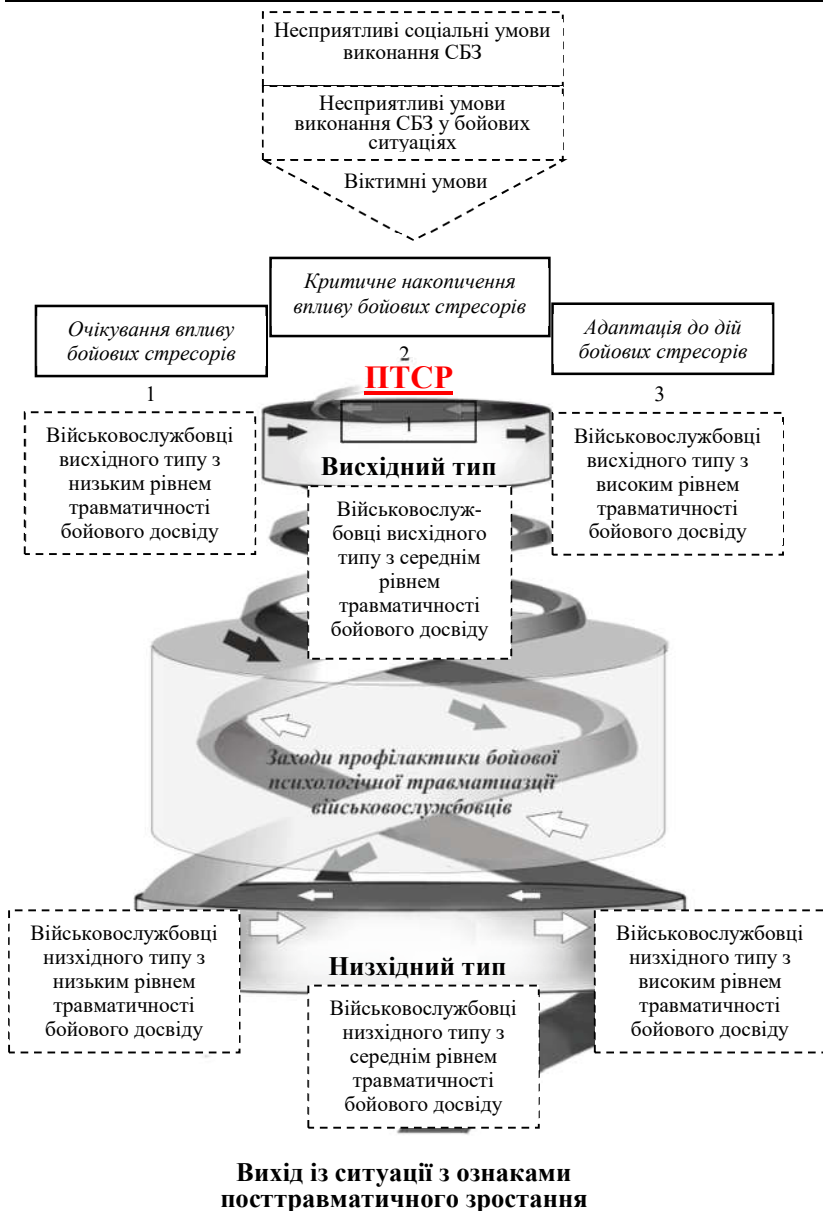 Несприятливі соціальні умови
виконання СБЗ
Несприятливі умови
виконання СБЗ у бойових
ситуаціях
Віктимні умови
Критичне накопичення
впливу бойових стресорів
Очікування впливу
бойових стресорів
Адаптація до дій
бойових стресорів
2
ПТСР
1
3
Військовослужбовці
висхідного типу з
низьким рівнем
травматичності
бойового досвіду
Висхідний тип
Військовослуж-
бовці висхідного
типу з середнім
рівнем
травматичності
бойового досвіду
Військовослужбовці
висхідного типу з
високим рівнем
травматичності
бойового досвіду
Заходи профілактики бойової
психологічної травматиазції
військовослужбовців
Військовослужбовці
низхідного типу з
низьким рівнем
травматичності
бойового досвіду
Низхідний тип
Військовослужбовці
низхідного типу з
середнім рівнем
травматичності
бойового досвіду
Військовослужбовці
низхідного типу з
високим рівнем
травматичності
бойового досвіду
Вихід із ситуації з ознаками
посттравматичного зростання